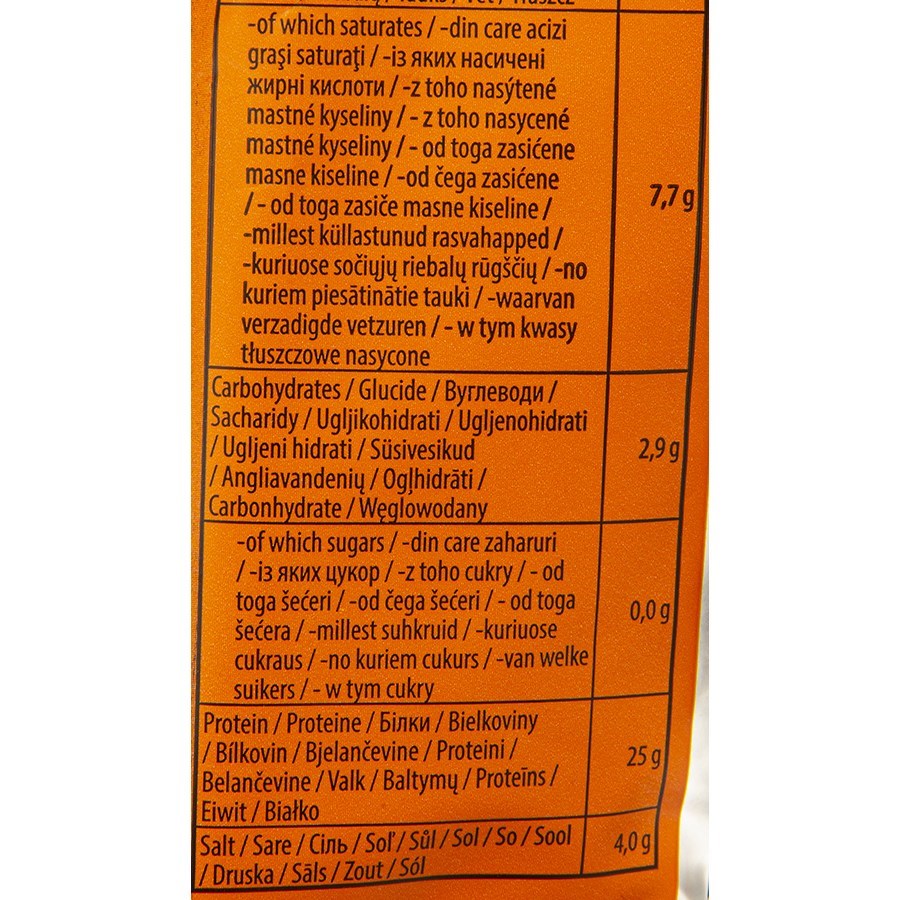 -of which saturates / -din care acizi
graşi saturaţi / -із яких насичені
жирні кислоти / -z toho nasýtené
mastné kyseliny / - z toho nasycené
mastné kyseliny / - od toga zasićene
masne kiseline / -od čega zasićene
/ - od toga zasiče masne kiseline /
-millest küllastunud rasvahapped /
-kuriuose sočiųjų riebalų rūgščių / -no
kuriem piesātinātie tauki / -waarvan
verzadigde vetzuren / - w tym kwasy
tłuszczowe nasycone
7,7 g
Carbohydrates / Glucide / Вуглеводи /
Sacharidy / Ugljikohidrati / Ugljenohidrati
/ Ugljeni hidrati / Süsivesikud
/ Angliavandenių / Ogļhidrāti /
Carbonhydrate / Węglowodany
2,9 g
-of which sugars / -din care zaharuri
/ -із яких цукор / -z toho cukry / - od
toga šećeri / -od čega šećeri / - od toga
šećera / -millest suhkruid / -kuriuose
cukraus / -no kuriem cukurs / -van welke
suikers / - w tym cukry
0,0 g
Protein / Proteine / Білки / Bielkoviny
/ Bílkovin / Bjelančevine / Proteini /
Belančevine / Valk / Baltymų / Proteīns /
Eiwit / Białko
25 g
Salt / Sare / Сіль / Soľ / Sůl / Sol / So / Sool
/ Druska / Sāls / Zout / Sól
4,0 g